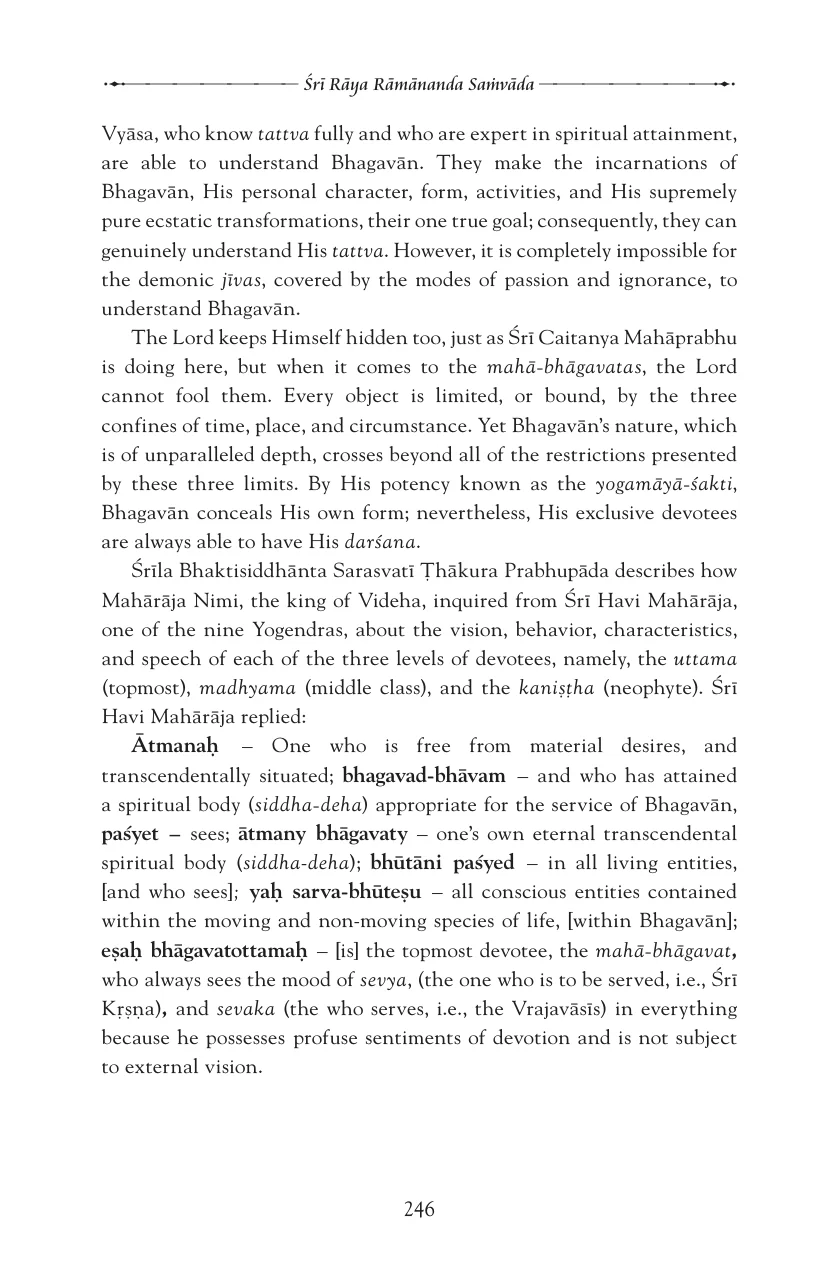 Śrī Rāya Rāmānanda Saṁvāda
Vyāsa, who know tattva fully and who are expert in spiritual attainment,
are able to understand Bhagavān. They make the incarnations of
Bhagavān, His personal character, form, activities, and His supremely
pure ecstatic transformations, their one true goal; consequently, they can
genuinely understand His tattva. However, it is completely impossible for
the demonic jīvas, covered by the modes of passion and ignorance, to
understand Bhagavān.
The Lord keeps Himself hidden too, just as Śrī Caitanya Mahāprabhu
is doing here, but when it comes to the mahā-bhāgavatas, the Lord
cannot fool them. Every object is limited, or bound, by the three
confines of time, place, and circumstance. Yet Bhagavān’s nature, which
is of unparalleled depth, crosses beyond all of the restrictions presented
by these three limits. By His potency known as the yogamāyā-śakti,
Bhagavān conceals His own form; nevertheless, His exclusive devotees
are always able to have His darśana.
Śrīla Bhaktisiddhānta Sarasvatī Ṭhākura Prabhupāda describes how
Mahārāja Nimi, the king of Videha, inquired from Śrī Havi Mahārāja,
one of the nine Yogendras, about the vision, behavior, characteristics,
and speech of each of the three levels of devotees, namely, the uttama
(topmost), madhyama (middle class), and the kaniṣṭha (neophyte). Śrī
Havi Mahārāja replied:
Ātmanaḥ – One who is free from material desires, and
transcendentally situated; bhagavad-bhāvam – and who has attained
a spiritual body (siddha-deha) appropriate for the service of Bhagavān,
paśyet – sees; ātmany bhāgavaty – one’s own eternal transcendental
spiritual body (siddha-deha); bhūtāni paśyed – in all living entities,
[and who sees]; yaḥ sarva-bhūteṣu – all conscious entities contained
within the moving and non-moving species of life, [within Bhagavān];
eṣaḥ bhāgavatottamaḥ – [is] the topmost devotee, the mahā-bhāgavat,
who always sees the mood of sevya, (the one who is to be served, i.e., Śrī
Kṛṣṇa), and sevaka (the who serves, i.e., the Vrajavāsīs) in everything
because he possesses profuse sentiments of devotion and is not subject
to external vision.
246